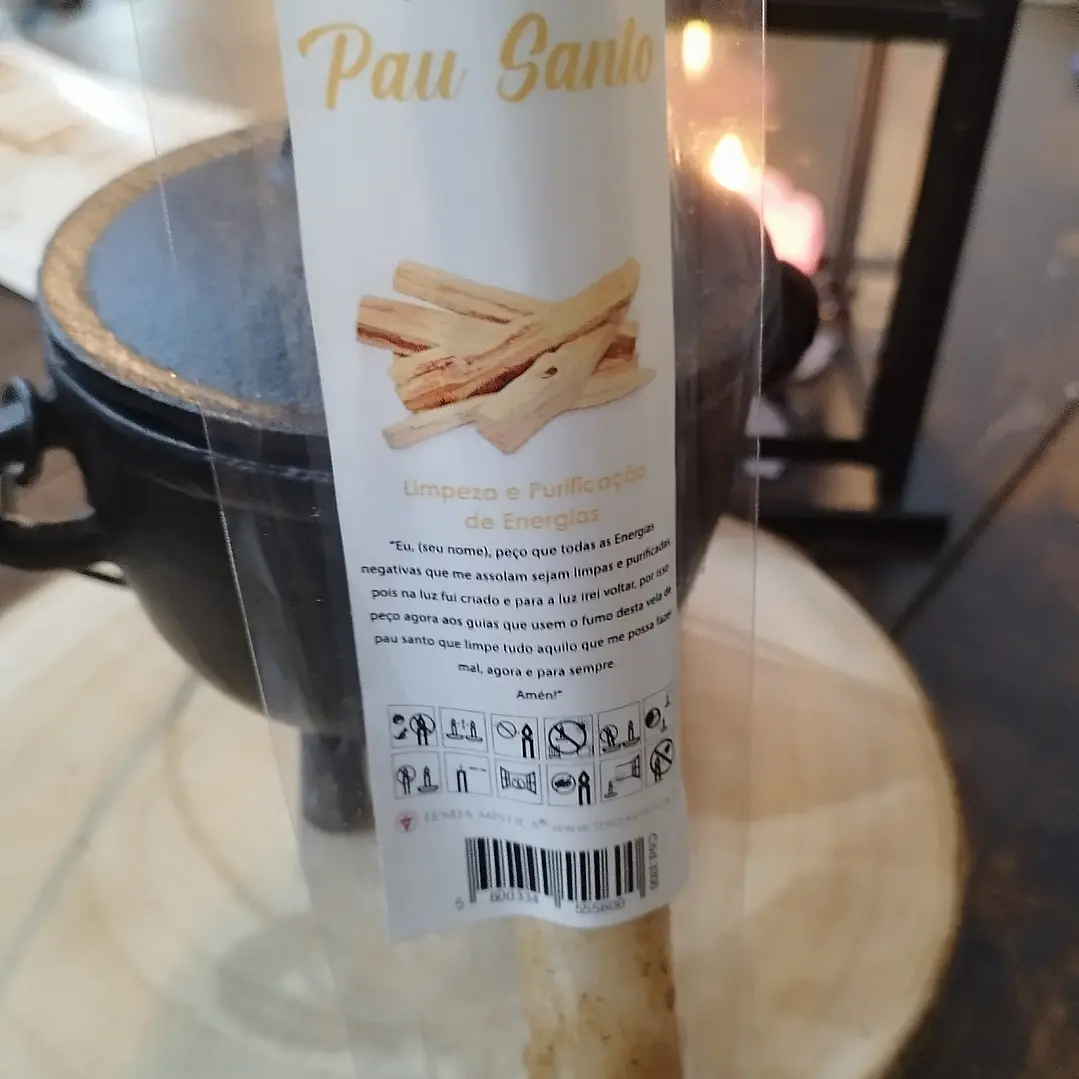 Pau Santo
Limpeza e Purificação
de Energias
"Eu, (seu nome), peço que todas as Energias
negativas que me assolam sejam limpas e purificadas
pois na luz fui criado e para a luz irei voltar, por isso
peço agora aos guias que usem o fumo desta vela de
pau santo que limpe tudo aquilo que me possa fazer
mal, agora e para sempre.
Amén!"
TENDA MÍSTICA®
5 600334 555600